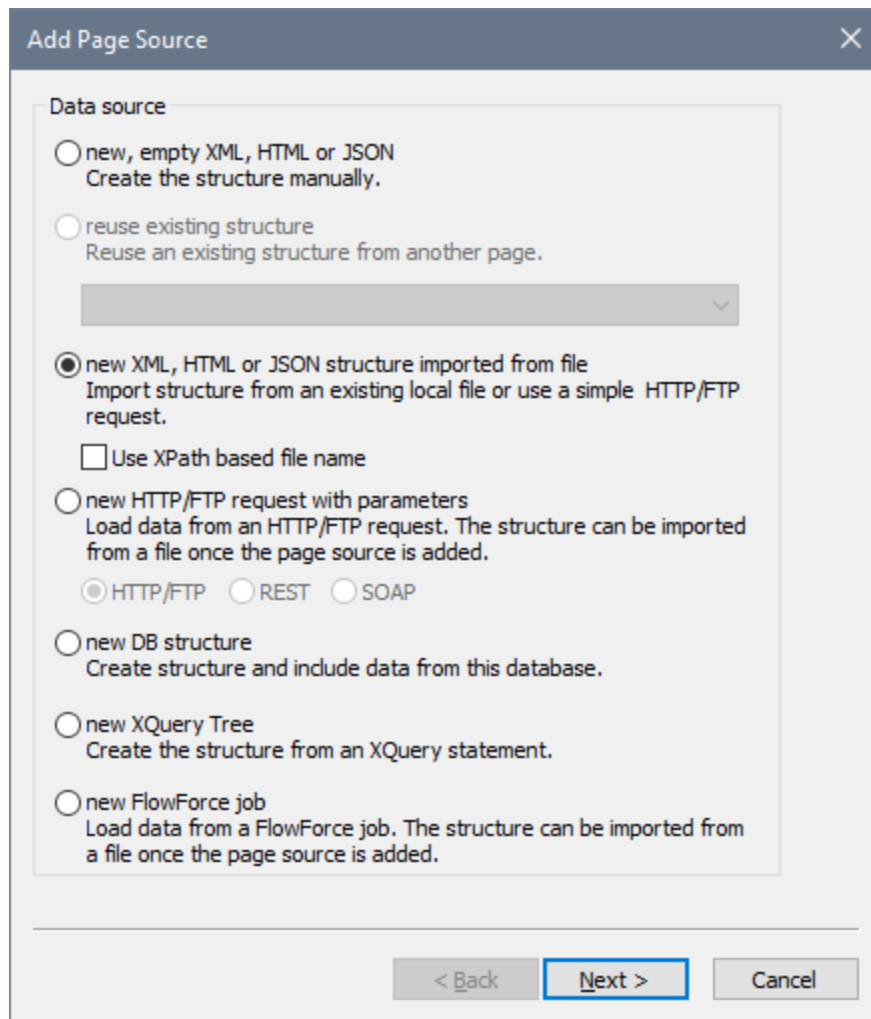 Add Page Source
Data source
new, empty XML, HTML or JSON
Create the structure manually.
reuse existing structure
Reuse an existing structure from another page.
new XML, HTML or JSON structure imported from file
Import structure from an existing local file or use a simple  HTTP/FTP
request.
Use XPath based file name
new HTTP/FTP request with parameters
Load data from an HTTP/FTP request. The structure can be imported
from a file once the page source is added.
HTTP/FTP REST SOAP
new DB structure
Create structure and include data from this database.
new XQuery Tree
Create the structure from an XQuery statement.
new FlowForce job
Load data from a FlowForce job. The structure can be imported from
a file once the page source is added.
< Back Next > Cancel